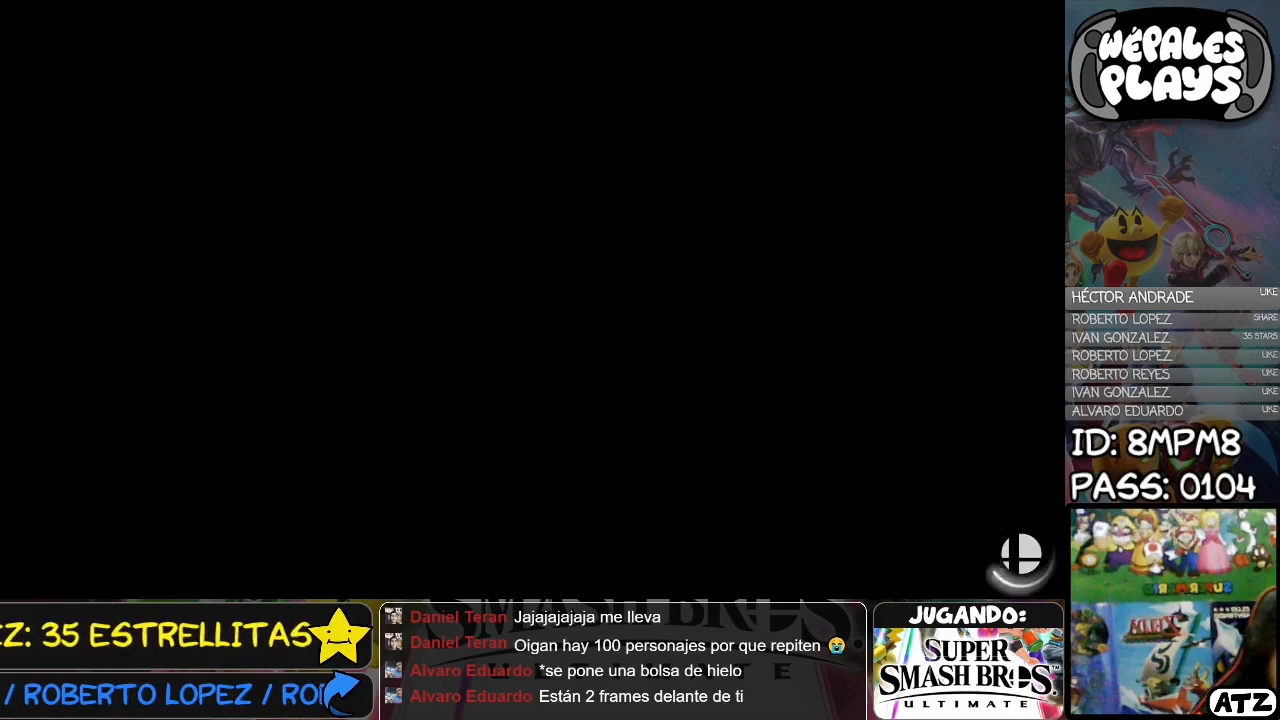 WÉPALES
PLAYS
HÉCTOR ANDRADE LIKE
ROBERTO LOPEZ SHARE
IVAN GONZALEZ 35 STARS
ROBERTO LOPEZ LIKE
ROBERTO REYES LIKE
IVAN GONZALEZ LIKE
ALVARO EDUARDO LIKE
ID: 8MPM8
PASS: 0104
EZ: 35 ESTRELLITAS
/ ROBERTO LOPEZ / RO
Daniel Teran Jajajajajaja me lleva
Daniel Teran Oigan hay 100 personajes por que repiten 😭
Alvaro Eduardo *se pone una bolsa de hielo
Alvaro Eduardo Están 2 frames delante de ti
JUGANDO:
SUPER
SMASH BROS.
ULTIMATE
ATZ